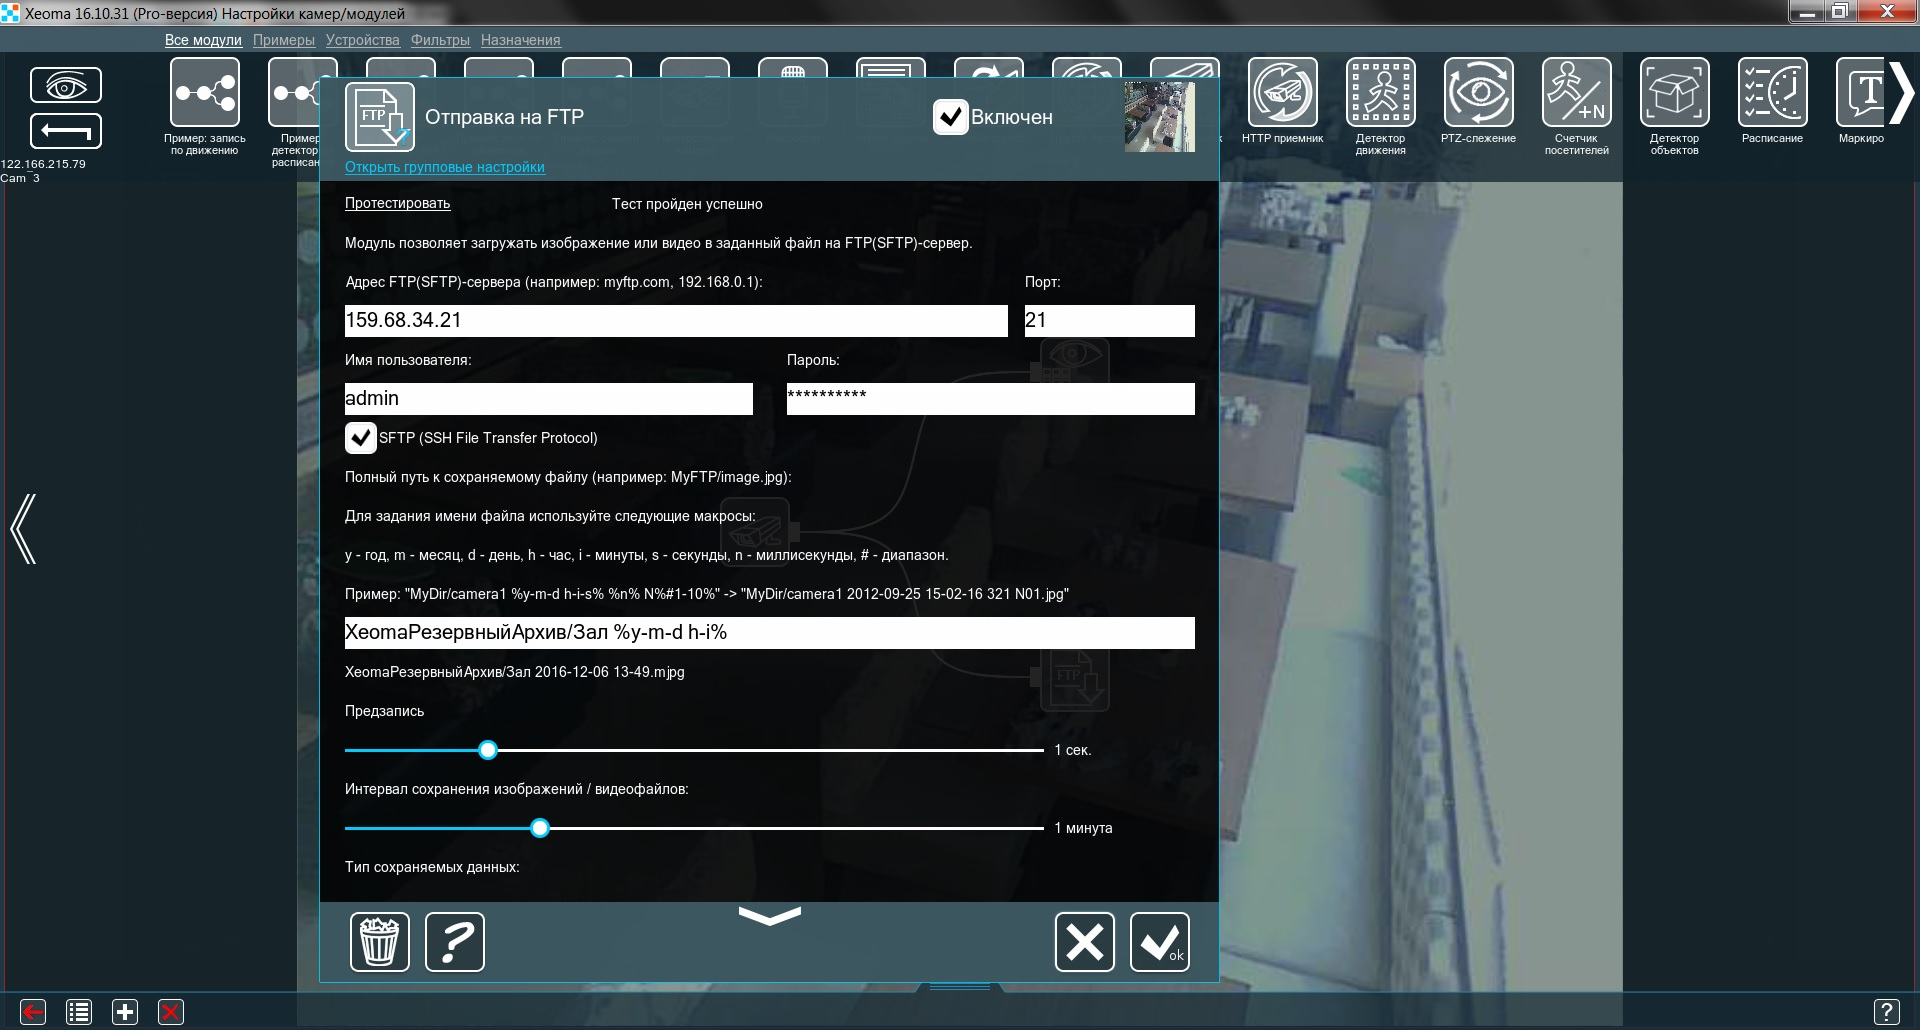 Xeoma 16.10.31 (Pro-версия) Настройки камер/модулей
Все модули Примеры Устройства Фильтры Назначения
Пример: запись по движению
HTTP приемник
Детектор движения
PTZ-слежение
+N
Счетчик посетителей
Детектор объектов
Расписание
T
Маркиро
122.166.215.79
Cam_3
FTP
Отправка на FTP
Включен
Открыть групповые настройки
Протестировать Тест пройден успешно
Модуль позволяет загружать изображение или видео в заданный файл на FTP(SFTP)-сервер.
Адрес FTP(SFTP)-сервера (например: myftp.com, 192.168.0.1): Порт:
159.68.34.21 21
Имя пользователя: Пароль:
admin **********
SFTP (SSH File Transfer Protocol)
Полный путь к сохраняемому файлу (например: MyFTP/image.jpg):
Для задания имени файла используйте следующие макросы:
y - год, m - месяц, d - день, h - час, i - минуты, s - секунды, n - миллисекунды, # - диапазон.
Пример: "MyDir/camera1 %y-m-d h-i-s% %n% N%#1-10%" -> "MyDir/camera1 2012-09-25 15-02-16 321 N01.jpg"
XeomaРезервныйАрхив/Зал %y-m-d h-i%
XeomaРезервныйАрхив/Зал 2016-12-06 13-49.mjpg
FTP
Предзапись
1 сек.
Интервал сохранения изображений / видеофайлов:
1 минута
Тип сохраняемых данных:
?
ok
?